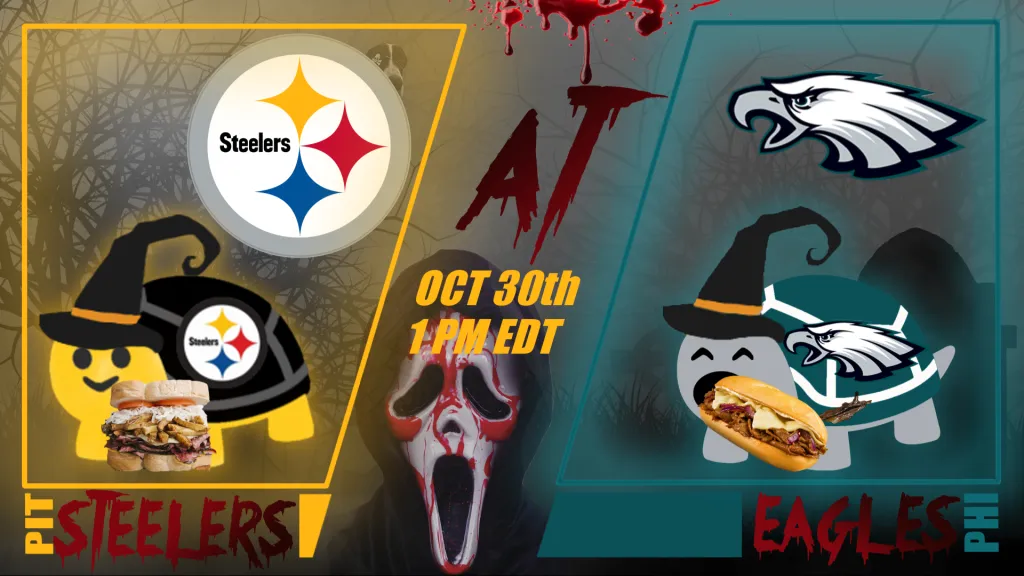 Steelers
AT
OCT 30th
1 PM EDT
Steelers
PIT
STEELERS
EAGLES
PHI